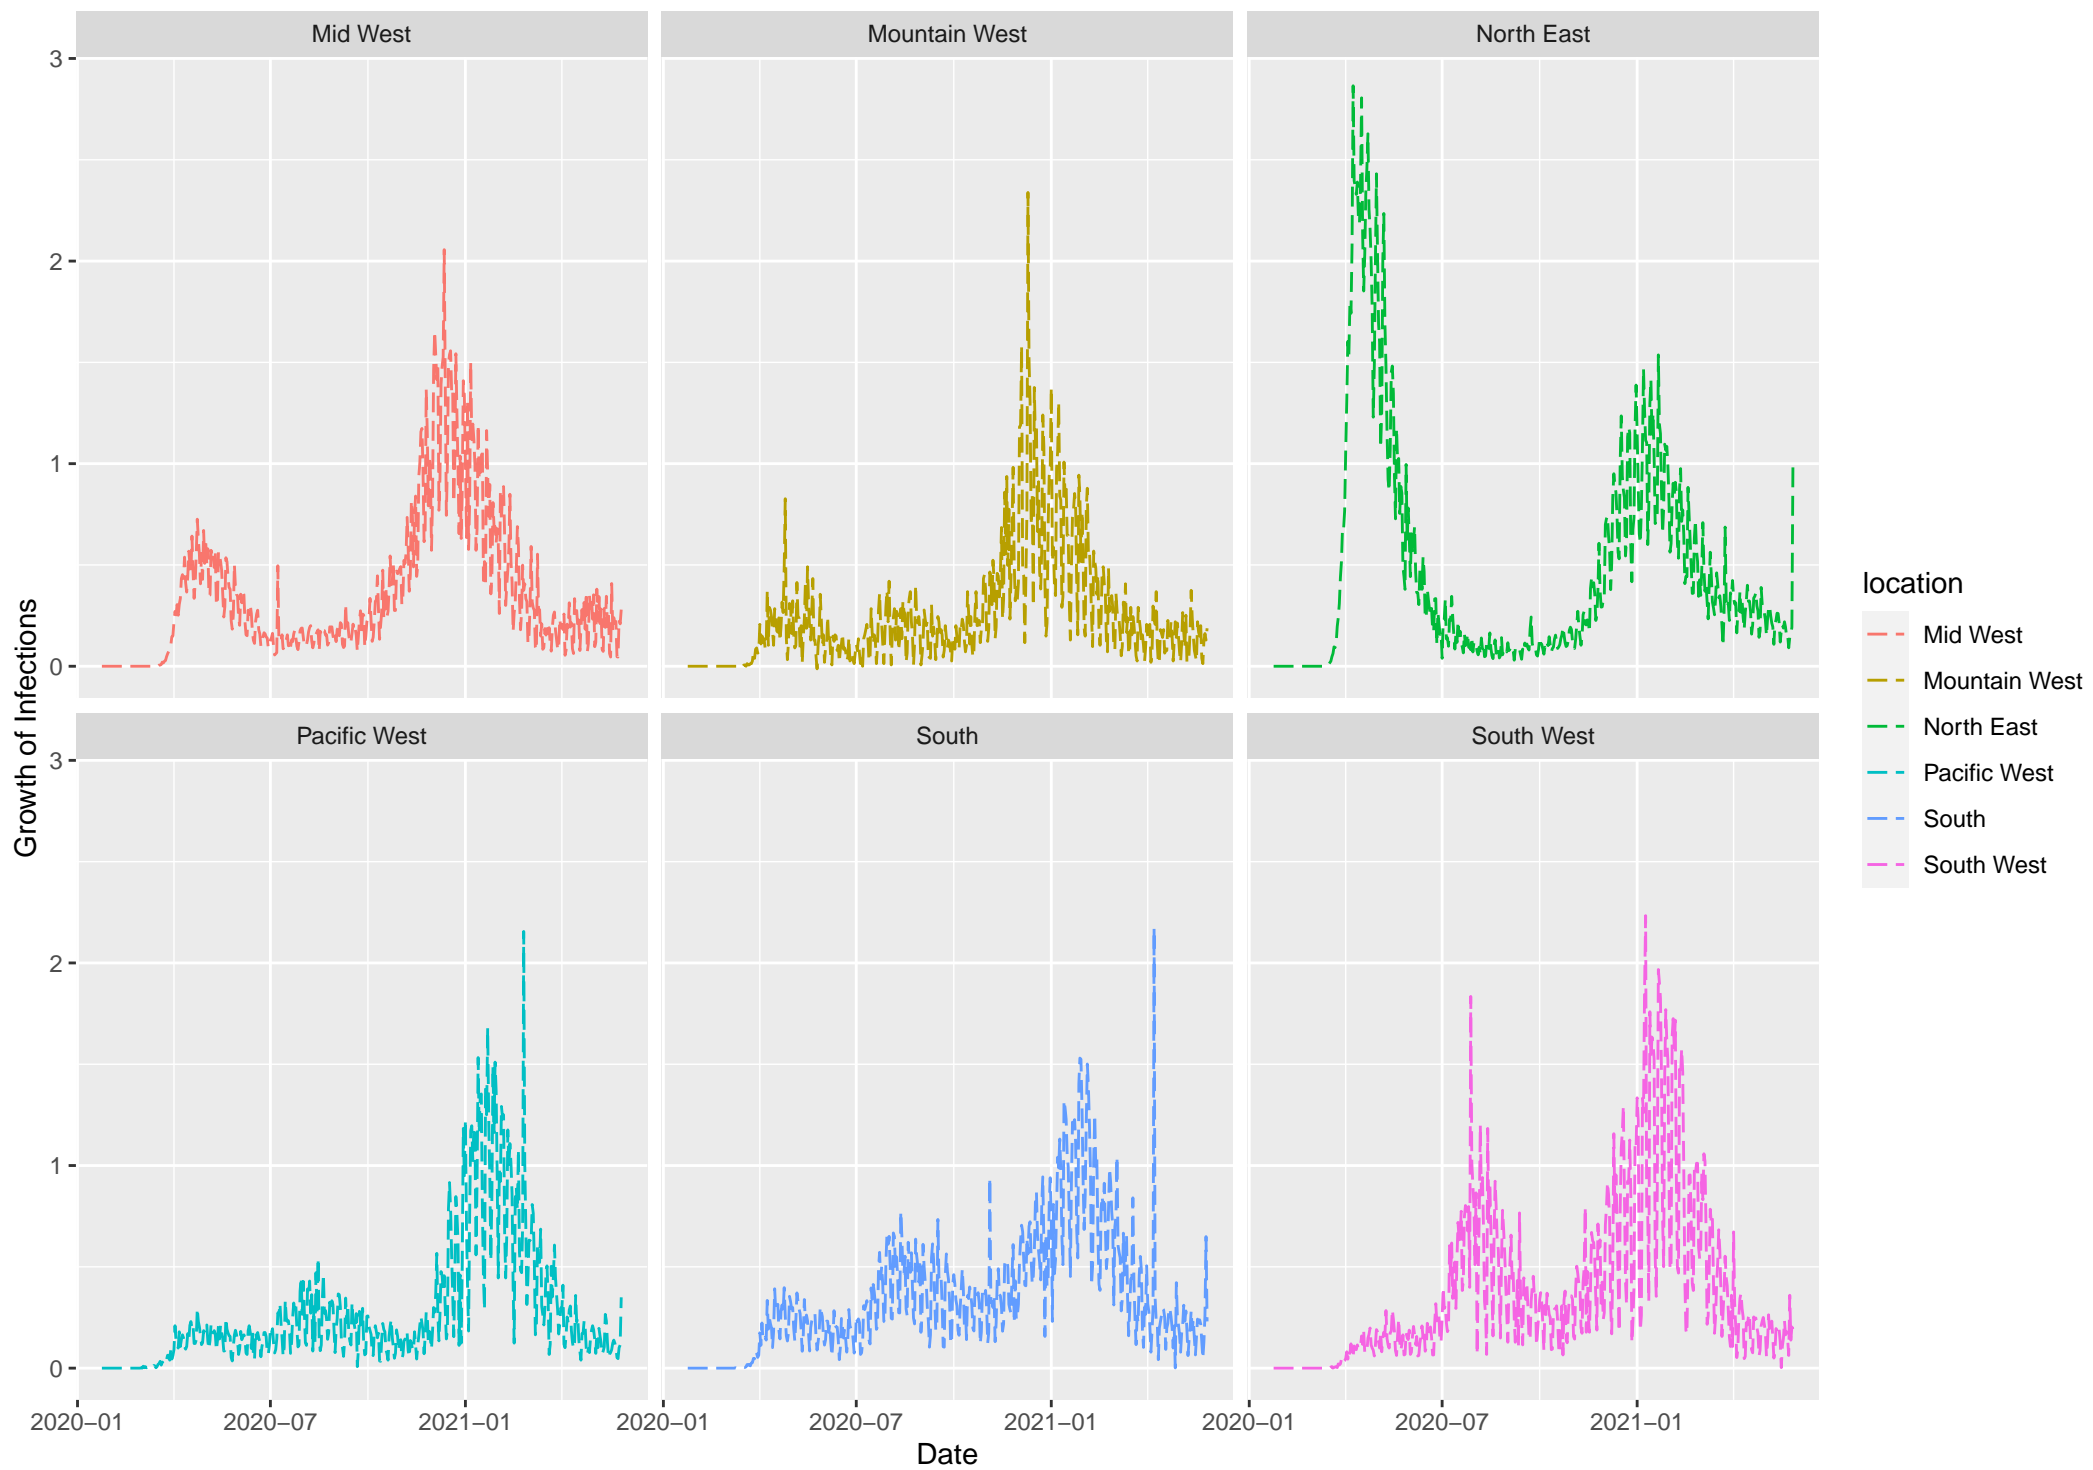 Mid West
Mountain West
North East
3
2
1
0
Pacific West
South
South West
3
2
1
0
2020–01
2020–07
2021–01
2020–01
2020–07
2021–01
2020–01
2020–07
2021–01
Date
Growth of Infections
location
Mid West
Mountain West
North East
Pacific West
South
South West